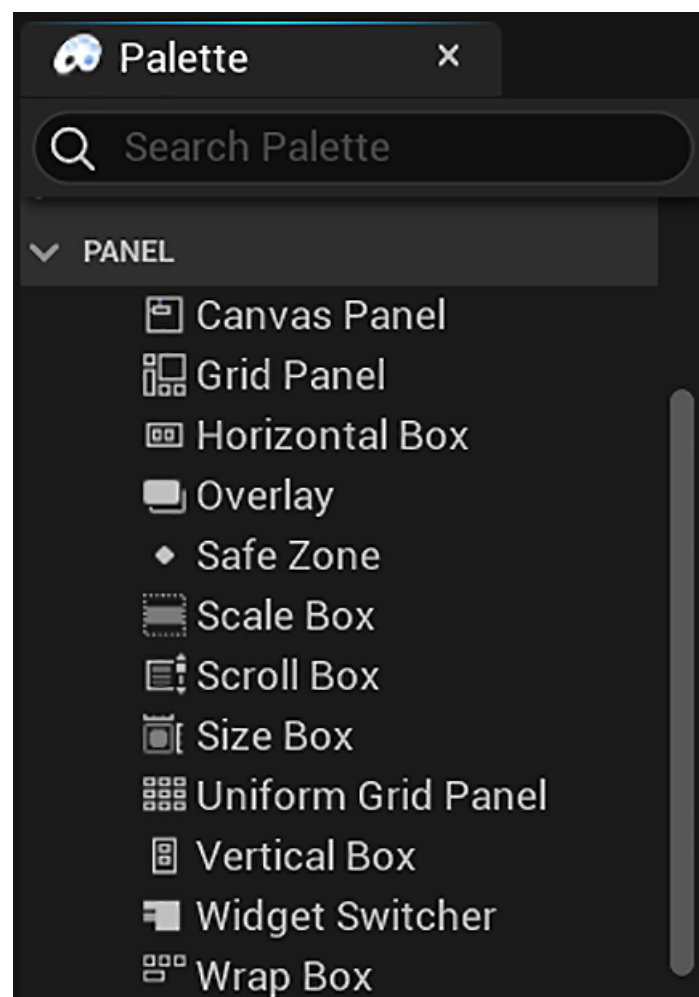 Palette
Search Palette
PANEL
Canvas Panel
Grid Panel
Horizontal Box
Overlay
Safe Zone
Scale Box
Scroll Box
Size Box
Uniform Grid Panel
Vertical Box
Widget Switcher
Wrap Box